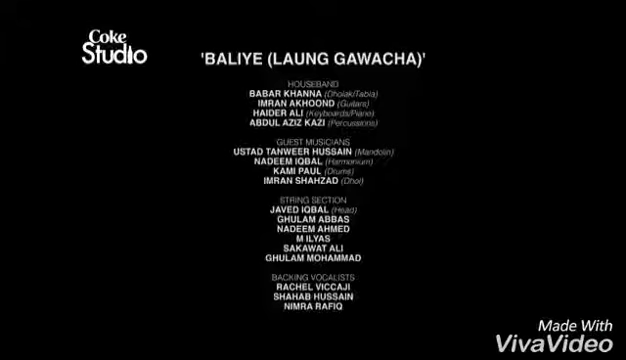 Coke
Studio
'BALIYE (LAUNG GAWACHA)'
HOUSEBAND
BABAR KHANNA (Dholak/Tabla)
IMRAN AKHOOND (Guitars)
HAIDER ALI (Keyboards/Piano)
ABDUL AZIZ KAZI (Percussions)
GUEST MUSICIANS
USTAD TANWEER HUSSAIN (Mandolin)
NADEEM IQBAL (Harmonium)
KAMI PAUL (Drums)
IMRAN SHAHZAD (Dhol)
STRING SECTION
JAVED IQBAL (Head)
GHULAM ABBAS
NADEEM AHMED
M ILYAS
SAKAWAT ALI
GHULAM MOHAMMAD
BACKING VOCALISTS
RACHEL VICCAJI
SHAHAB HUSSAIN
NIMRA RAFIQ
Made With
VivaVideo